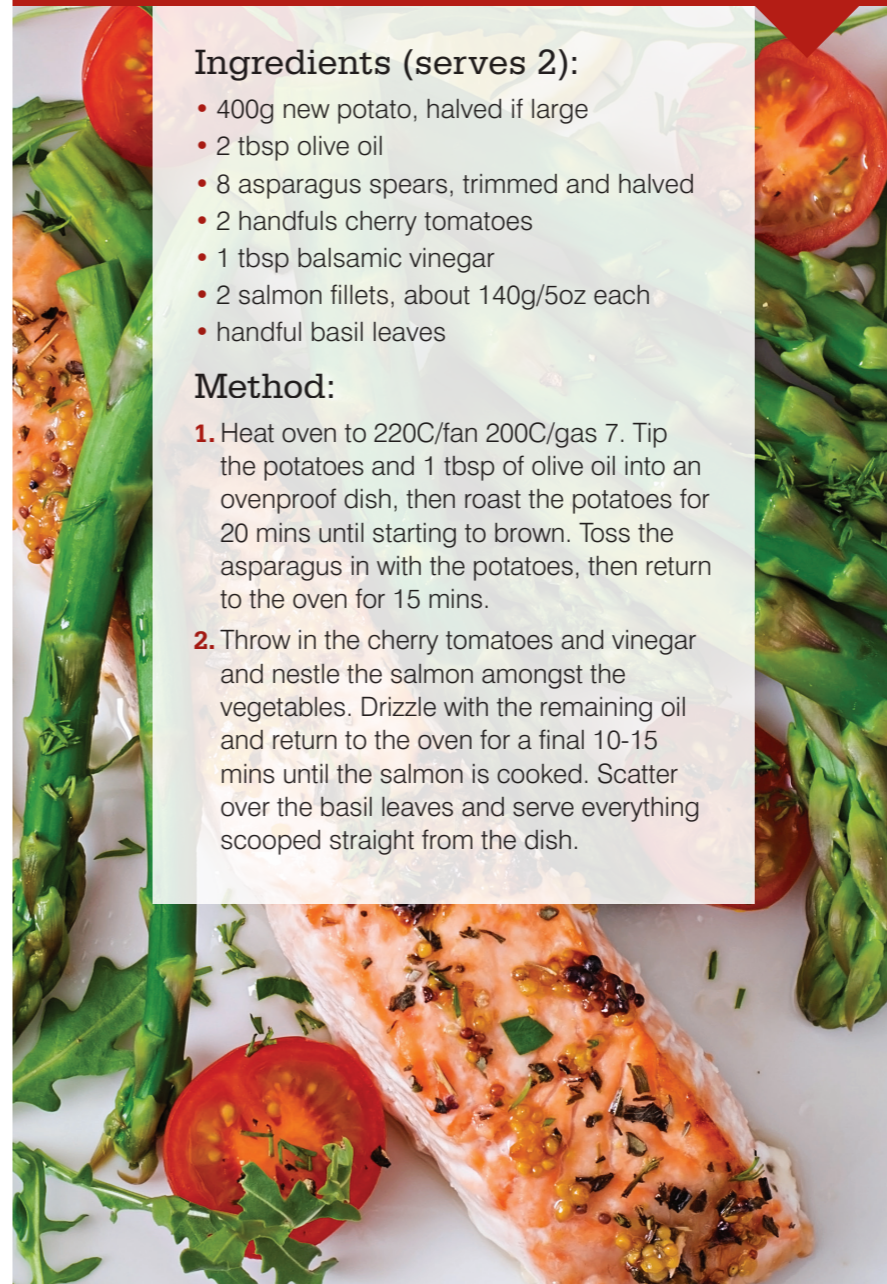 Ingredients (serves 2):
• 400g new potato, halved if large
• 2 tbsp olive oil
• 8 asparagus spears, trimmed and halved
• 2 handfuls cherry tomatoes
• 1 tbsp balsamic vinegar
• 2 salmon fillets, about 140g/5oz each
• handful basil leaves
Method:
1. Heat oven to 220C/fan 200C/gas 7. Tip
the potatoes and 1 tbsp of olive oil into an
ovenproof dish, then roast the potatoes for
20 mins until starting to brown. Toss the
asparagus in with the potatoes, then return
to the oven for 15 mins.
2. Throw in the cherry tomatoes and vinegar
and nestle the salmon amongst the
vegetables. Drizzle with the remaining oil
and return to the oven for a final 10-15
mins until the salmon is cooked. Scatter
over the basil leaves and serve everything
scooped straight from the dish.